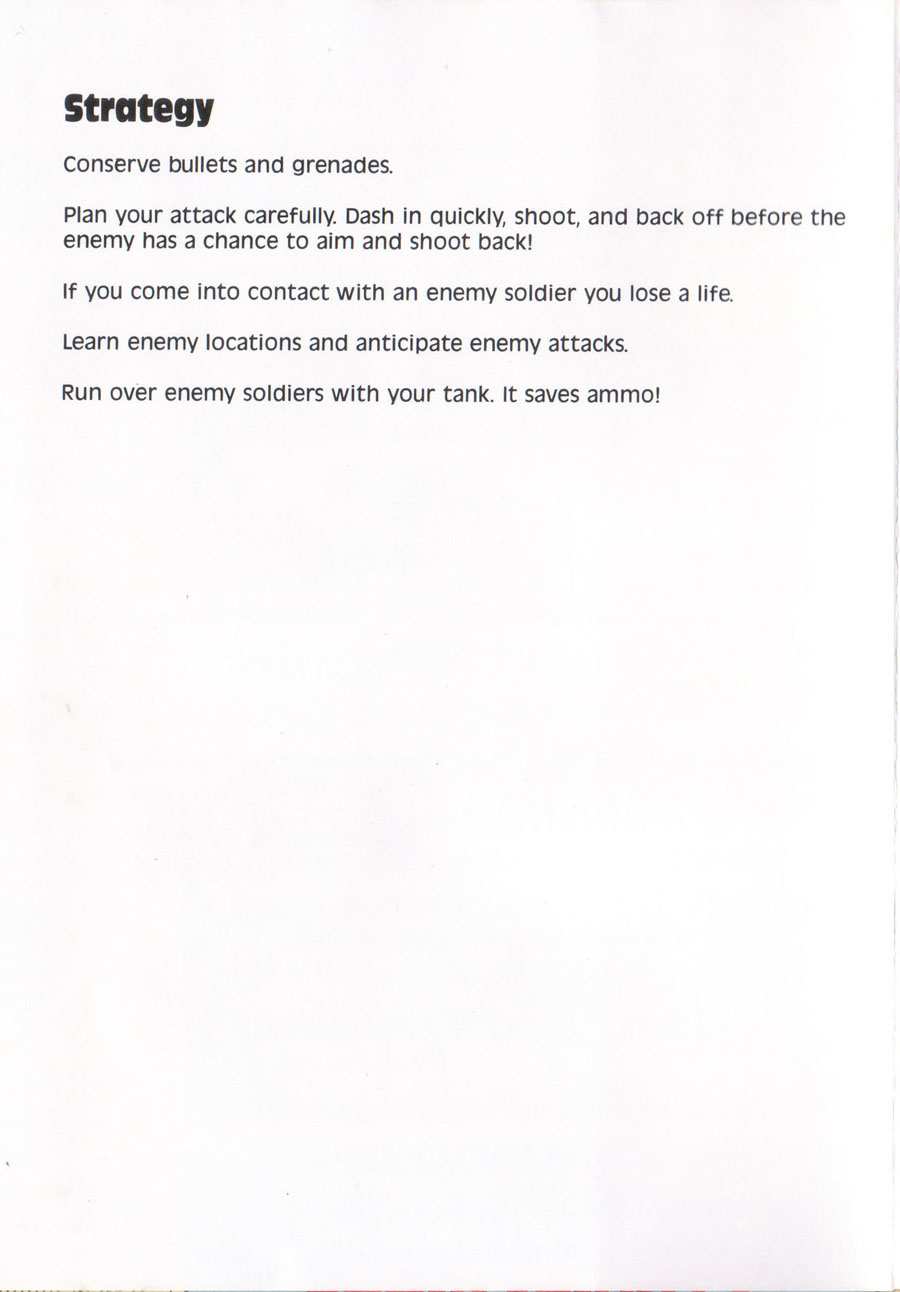 Strategy
Conserve bullets and grenades.
Plan your attack carefully. Dash in quickly, shoot, and back off before the
enemy has a chance to aim and shoot back!
If you come into contact with an enemy soldier you lose a life.
Learn enemy locations and anticipate enemy attacks.
Run over enemy soldiers with your tank. It saves ammo!